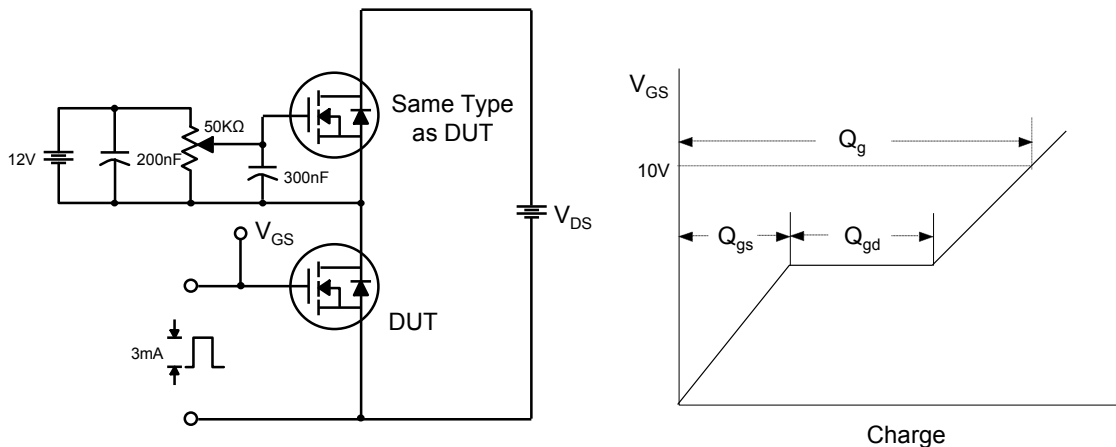 12V
200nF
50KΩ
300nF
Same Type
as DUT
V_DS
V_GS
DUT
3mA
V_GS
10V
Q_g
Q_gs
Q_gd
Charge